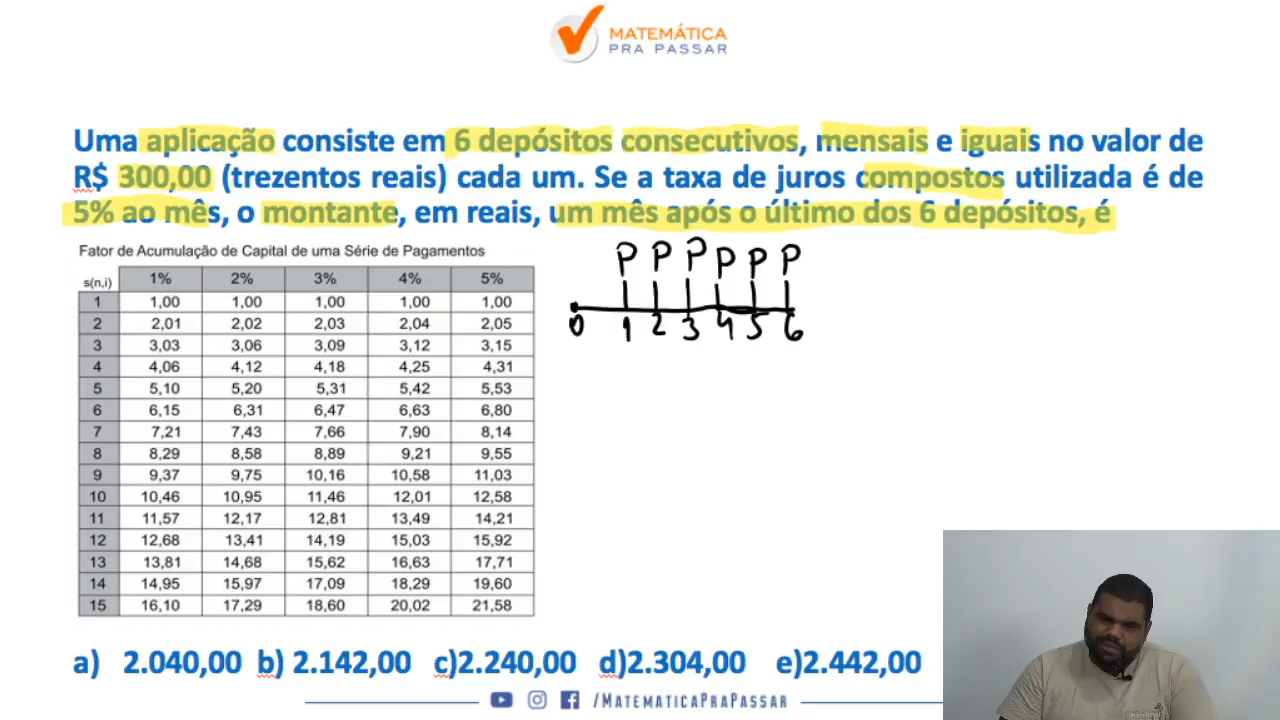 MATEMÁTICA
PRA PASSAR
Uma aplicação consiste em 6 depósitos consecutivos, mensais e iguais no valor de
R$ 300,00 (trezentos reais) cada um. Se a taxa de juros compostos utilizada é de
5% ao mês, o montante, em reais, um mês após o último dos 6 depósitos, é
Fator de Acumulação de Capital de uma Série de Pagamentos
s(n,i) 1% 2% 3% 4% 5%
1 1,00 1,00 1,00 1,00 1,00
2 2,01 2,02 2,03 2,04 2,05
3 3,03 3,06 3,09 3,12 3,15
4 4,06 4,12 4,18 4,25 4,31
5 5,10 5,20 5,31 5,42 5,53
6 6,15 6,31 6,47 6,63 6,80
7 7,21 7,43 7,66 7,90 8,14
8 8,29 8,58 8,89 9,21 9,55
9 9,37 9,75 10,16 10,58 11,03
10 10,46 10,95 11,46 12,01 12,58
11 11,57 12,17 12,81 13,49 14,21
12 12,68 13,41 14,19 15,03 15,92
13 13,81 14,68 15,62 16,63 17,71
14 14,95 15,97 17,09 18,29 19,60
15 16,10 17,29 18,60 20,02 21,58
P P P P P P
0 1 2 3 4 5 6
a) 2.040,00 b) 2.142,00 c)2.240,00 d)2.304,00 e)2.442,00
/MATEMATICAPRAPASSAR